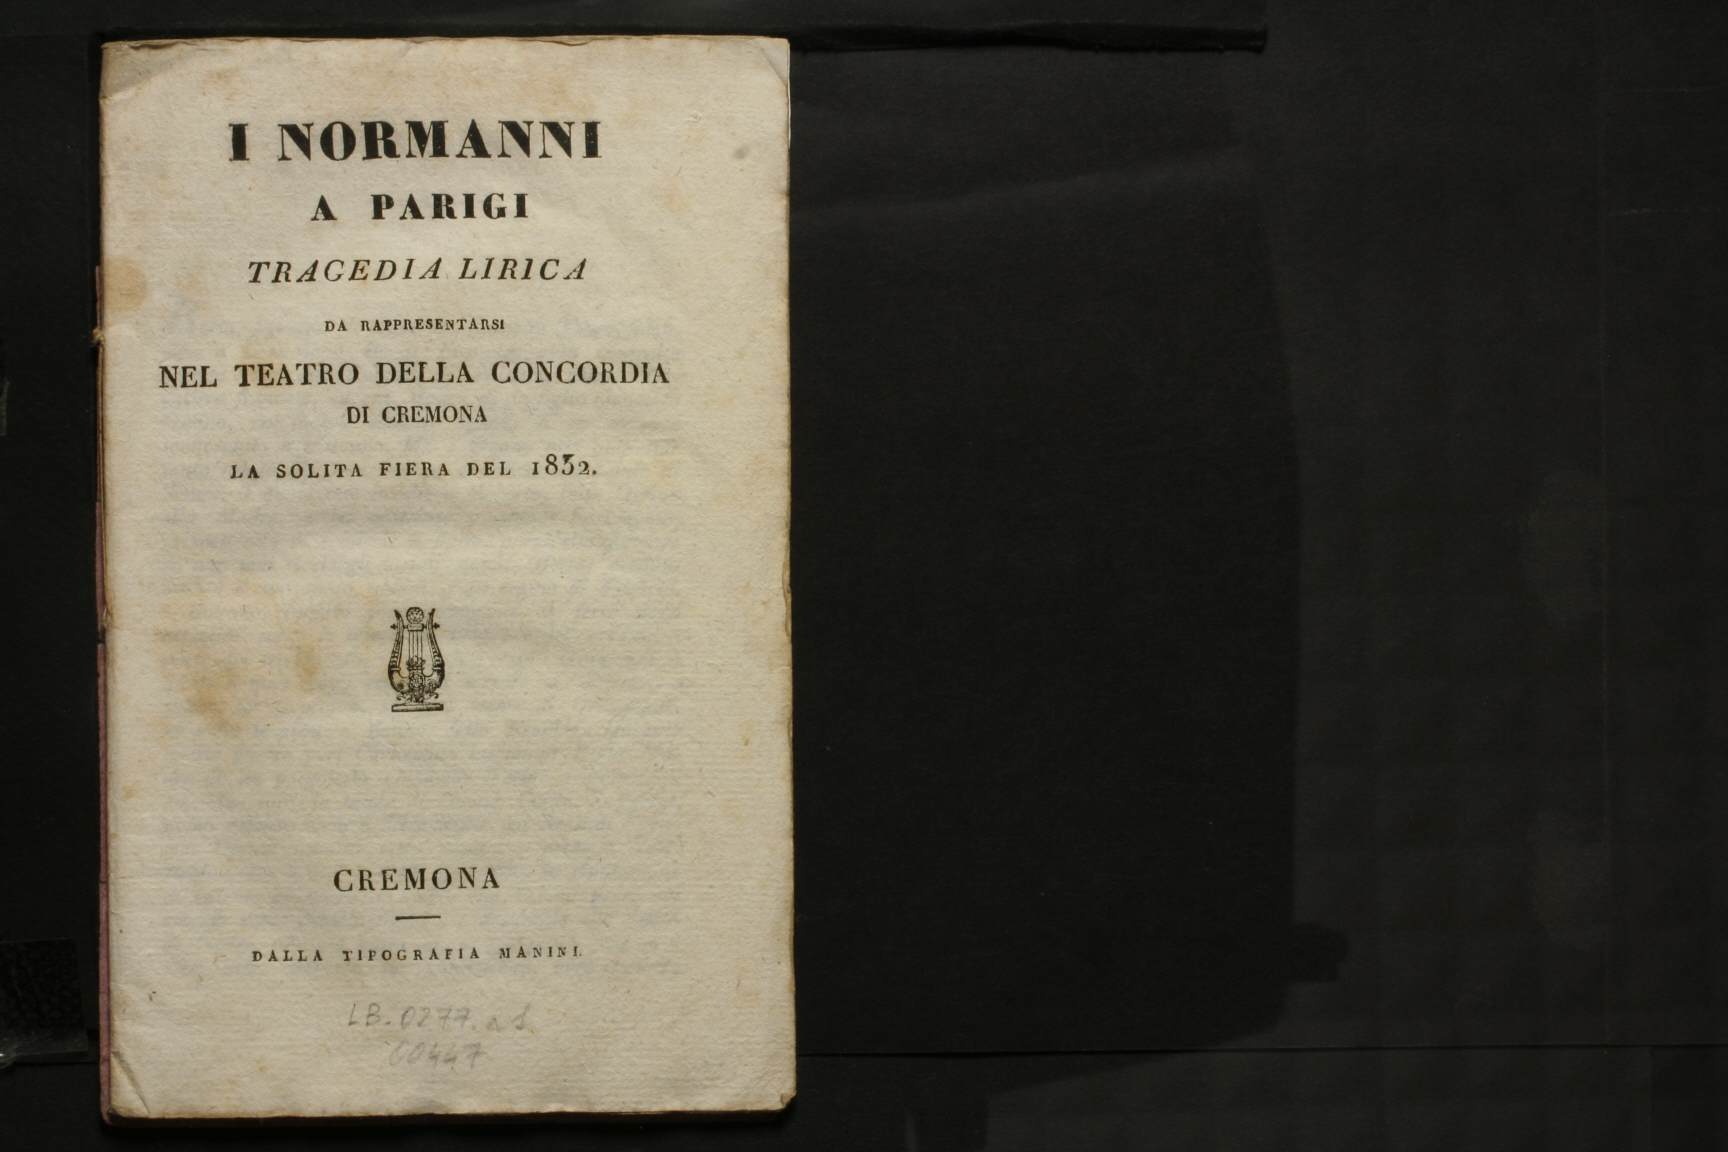 I NORMANNI
A PARIGI
TRAGEDIA LIRICA
DA RAPPRESENTARSI
NEL TEATRO DELLA CONCORDIA
DI CREMONA
LA SOLITA FIERA DEL 1832.
CREMONA
DALLA TIPOGRAFIA MANINI.
LB. 0277. a 1
00447